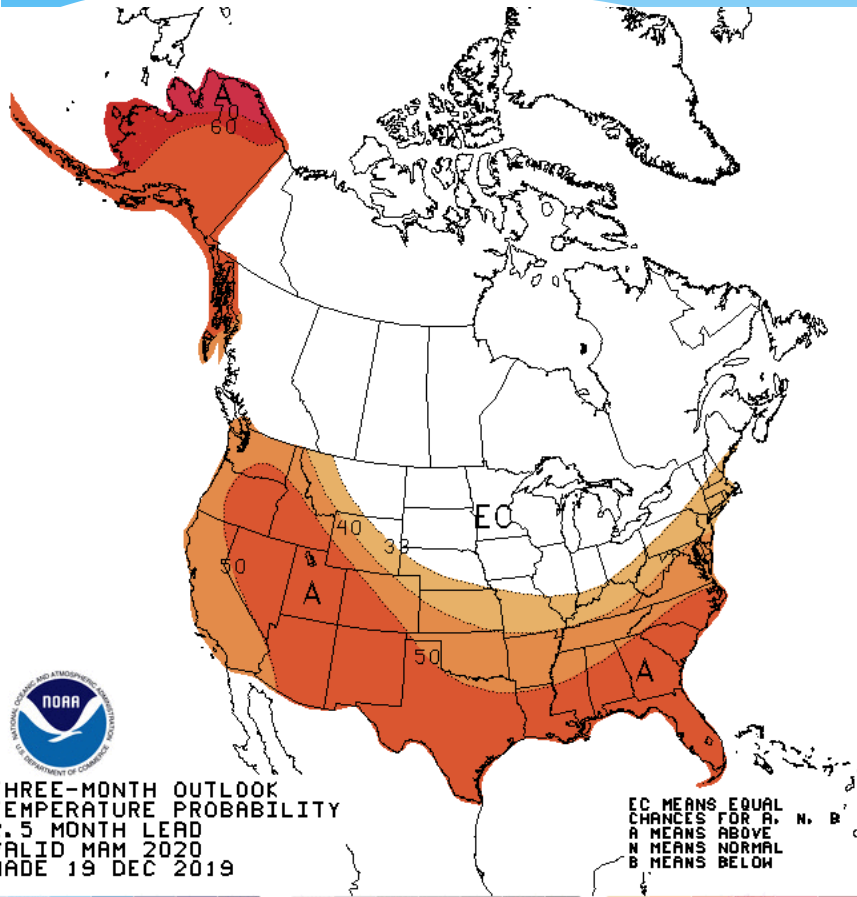 A
70
60
EC
40
33
50
A
50
A
NOAA
NATIONAL OCEANIC AND ATMOSPHERIC ADMINISTRATION
U.S. DEPARTMENT OF COMMERCE
HREE-MONTH OUTLOOK
EMPERATURE PROBABILITY
.5 MONTH LEAD
ALID MAM 2020
ADE 19 DEC 2019
EC MEANS EQUAL
CHANCES FOR A, N, B
A MEANS ABOVE
N MEANS NORMAL
B MEANS BELOW